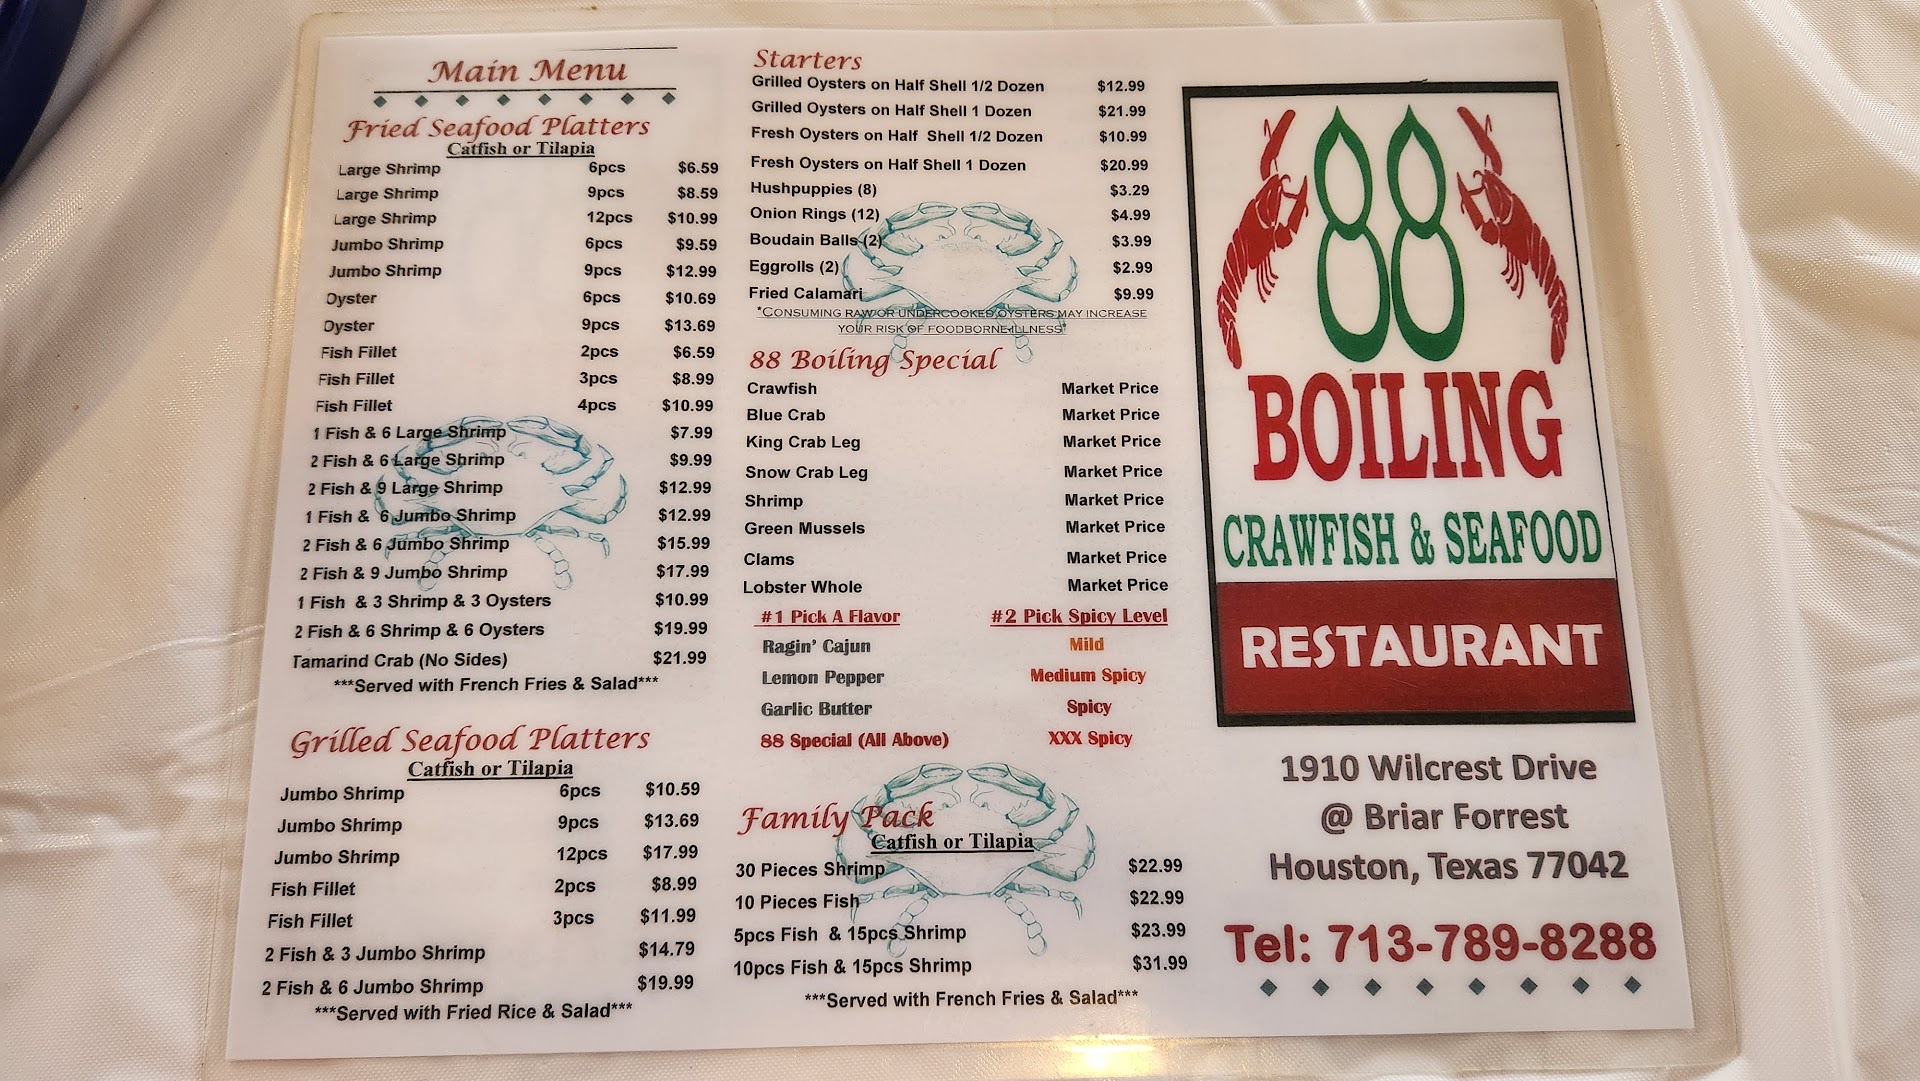 Main Menu
Fried Seafood Platters
Catfish or Tilapia
Large Shrimp 6pcs $6.59
Large Shrimp 9pcs $8.59
Large Shrimp 12pcs $10.99
Jumbo Shrimp 6pcs $9.59
Jumbo Shrimp 9pcs $12.99
Oyster 6pcs $10.69
Oyster 9pcs $13.69
Fish Fillet 2pcs $6.59
Fish Fillet 3pcs $8.99
Fish Fillet 4pcs $10.99
1 Fish & 6 Large Shrimp $7.99
2 Fish & 6 Large Shrimp $9.99
2 Fish & 9 Large Shrimp $12.99
1 Fish & 6 Jumbo Shrimp $12.99
2 Fish & 6 Jumbo Shrimp $15.99
2 Fish & 9 Jumbo Shrimp $17.99
1 Fish & 3 Shrimp & 3 Oysters $10.99
2 Fish & 6 Shrimp & 6 Oysters $19.99
Tamarind Crab (No Sides) $21.99
***Served with French Fries & Salad***
Grilled Seafood Platters
Catfish or Tilapia
Jumbo Shrimp 6pcs $10.59
Jumbo Shrimp 9pcs $13.69
Jumbo Shrimp 12pcs $17.99
Fish Fillet 2pcs $8.99
Fish Fillet 3pcs $11.99
2 Fish & 3 Jumbo Shrimp $14.79
2 Fish & 6 Jumbo Shrimp $19.99
***Served with Fried Rice & Salad***
Starters
Grilled Oysters on Half Shell 1/2 Dozen $12.99
Grilled Oysters on Half Shell 1 Dozen $21.99
Fresh Oysters on Half Shell 1/2 Dozen $10.99
Fresh Oysters on Half Shell 1 Dozen $20.99
Hushpuppies (8) $3.29
Onion Rings (12) $4.99
Boudain Balls (2) $3.99
Eggrolls (2) $2.99
Fried Calamari $9.99
*CONSUMING RAW OR UNDERCOOKED OYSTERS MAY INCREASE
YOUR RISK OF FOODBORNE ILLNESS*
88 Boiling Special
Crawfish Market Price
Blue Crab Market Price
King Crab Leg Market Price
Snow Crab Leg Market Price
Shrimp Market Price
Green Mussels Market Price
Clams Market Price
Lobster Whole Market Price
#1 Pick A Flavor #2 Pick Spicy Level
Ragin' Cajun Mild
Lemon Pepper Medium Spicy
Garlic Butter Spicy
88 Special (All Above) XXX Spicy
Family Pack
Catfish or Tilapia
30 Pieces Shrimp $22.99
10 Pieces Fish $22.99
5pcs Fish & 15pcs Shrimp $23.99
10pcs Fish & 15pcs Shrimp $31.99
***Served with French Fries & Salad***
88
BOILING
CRAWFISH & SEAFOOD
RESTAURANT
1910 Wilcrest Drive
@ Briar Forrest
Houston, Texas 77042
Tel: 713-789-8288